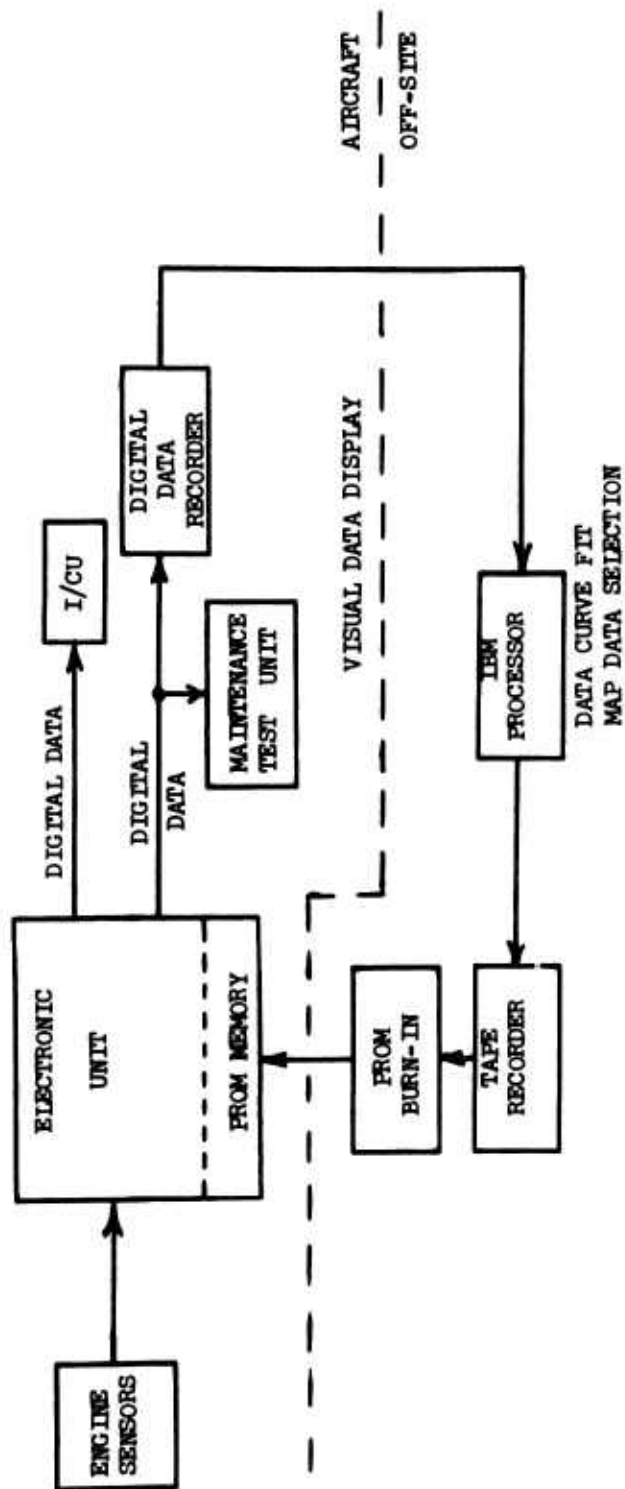 ENGINE
SENSORS
ELECTRONIC
UNIT
PROM MEMORY
DIGITAL DATA
I/CU
DIGITAL
DATA
MAINTENANCE
TEST UNIT
DIGITAL
DATA
RECORDER
VISUAL DATA DISPLAY
AIRCRAFT
OFF-SITE
PROM
BURN-IN
TAPE
RECORDER
IBM
PROCESSOR
DATA CURVE FIT
MAP DATA SELECTION